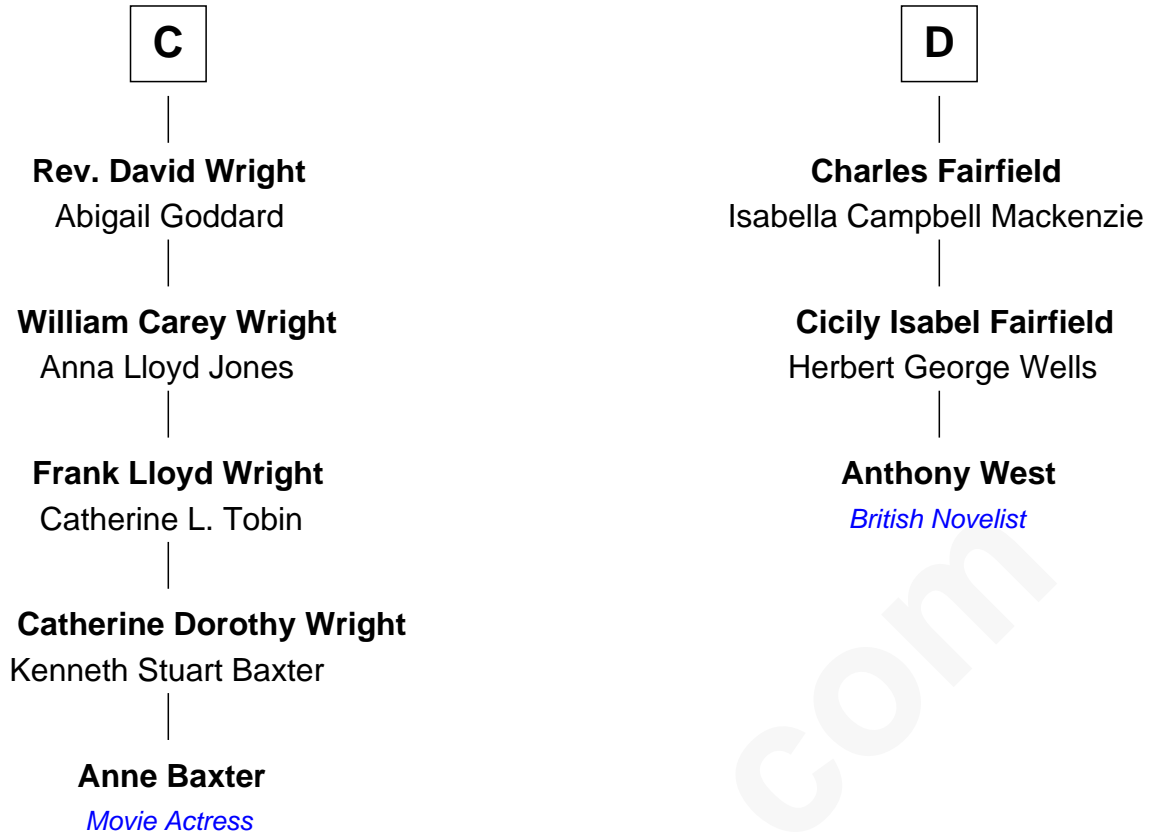 C
Rev. David Wright
Abigail Goddard
William Carey Wright
Anna Lloyd Jones
Frank Lloyd Wright
Catherine L. Tobin
Catherine Dorothy Wright
Kenneth Stuart Baxter
Anne Baxter
Movie Actress
D
Charles Fairfield
Isabella Campbell Mackenzie
Cicily Isabel Fairfield
Herbert George Wells
Anthony West
British Novelist
com